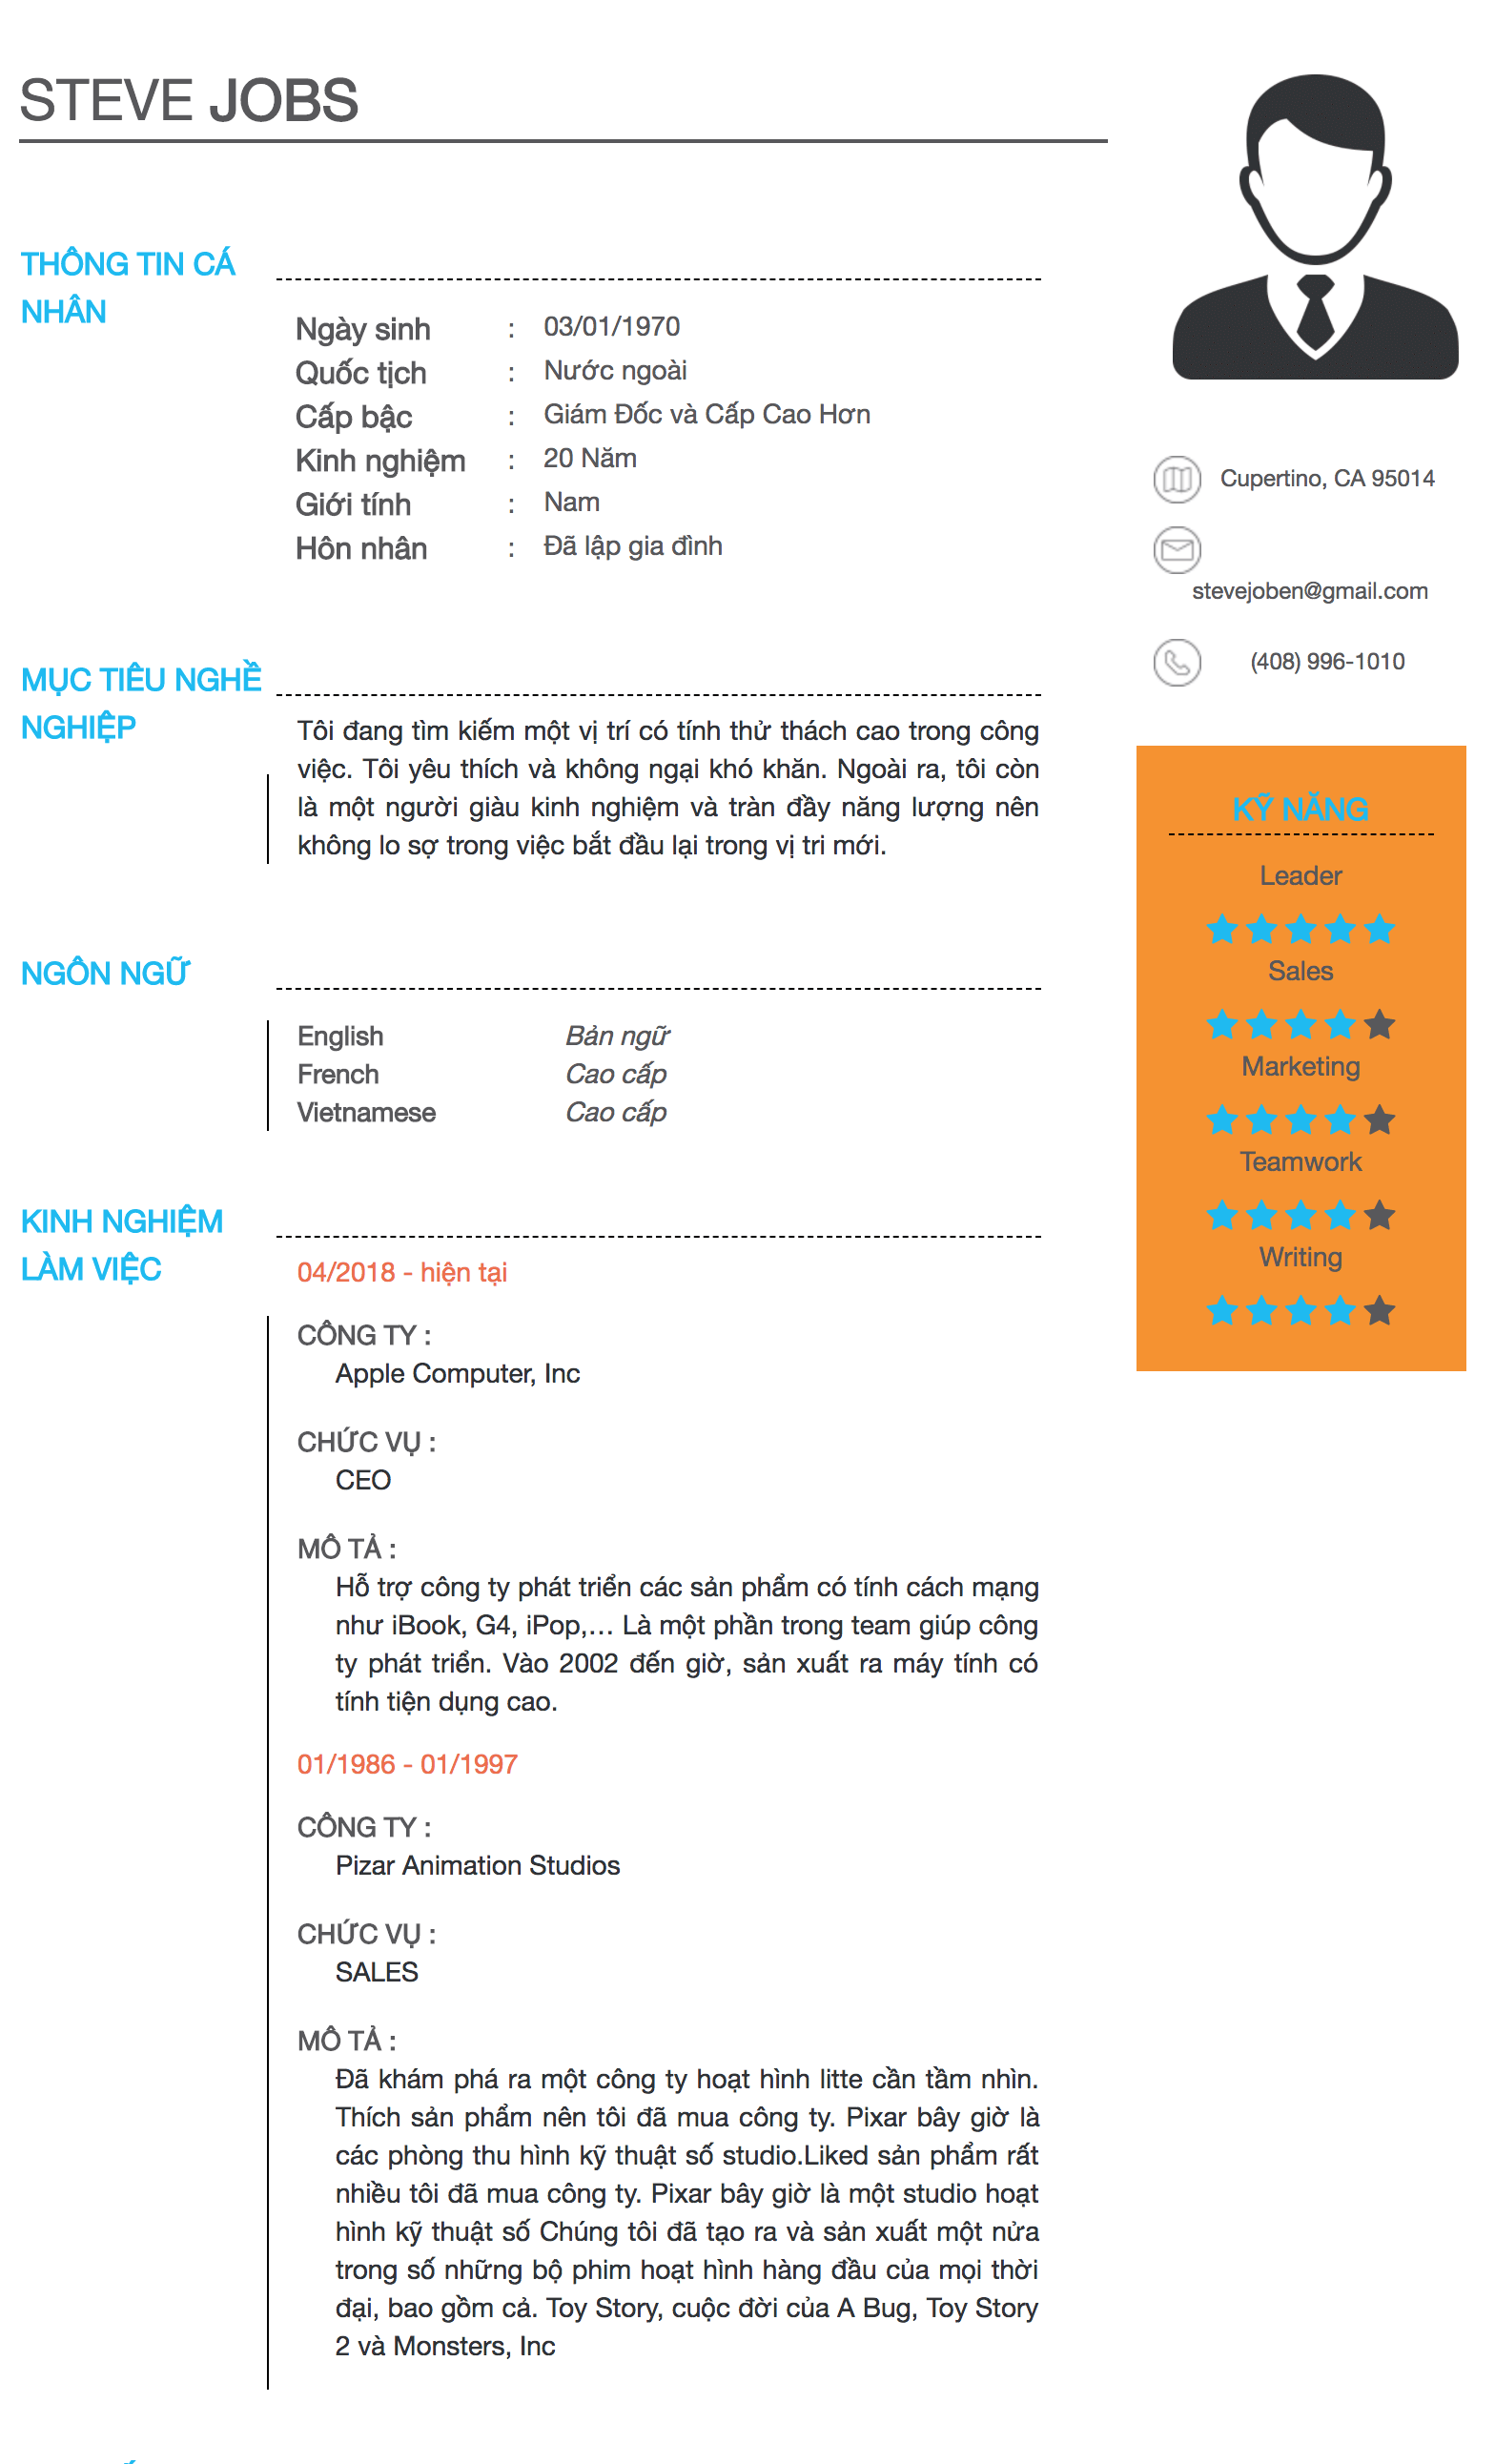 STEVE JOBS
THÔNG TIN CÁ
NHÂN
Ngày sinh : 03/01/1970
Quốc tịch : Nước ngoài
Cấp bậc : Giám Đốc và Cấp Cao Hơn
Kinh nghiệm : 20 Năm
Giới tính : Nam
Hôn nhân : Đã lập gia đình
MỤC TIÊU NGHỀ
NGHIỆP
Tôi đang tìm kiếm một vị trí có tính thử thách cao trong công
việc. Tôi yêu thích và không ngại khó khăn. Ngoài ra, tôi còn
là một người giàu kinh nghiệm và tràn đầy năng lượng nên
không lo sợ trong việc bắt đầu lại trong vị tri mới.
NGÔN NGỮ
English Bản ngữ
French Cao cấp
Vietnamese Cao cấp
KINH NGHIỆM
LÀM VIỆC
04/2018 - hiện tại
CÔNG TY :
Apple Computer, Inc
CHỨC VỤ :
CEO
MÔ TẢ :
Hỗ trợ công ty phát triển các sản phẩm có tính cách mạng
như iBook, G4, iPop,... Là một phần trong team giúp công
ty phát triển. Vào 2002 đến giờ, sản xuất ra máy tính có
tính tiện dụng cao.
01/1986 - 01/1997
CÔNG TY :
Pizar Animation Studios
CHỨC VỤ :
SALES
MÔ TẢ :
Đã khám phá ra một công ty hoạt hình litte cần tầm nhìn.
Thích sản phẩm nên tôi đã mua công ty. Pixar bây giờ là
các phòng thu hình kỹ thuật số studio.Liked sản phẩm rất
nhiều tôi đã mua công ty. Pixar bây giờ là một studio hoạt
hình kỹ thuật số Chúng tôi đã tạo ra và sản xuất một nửa
trong số những bộ phim hoạt hình hàng đầu của mọi thời
đại, bao gồm cả. Toy Story, cuộc đời của A Bug, Toy Story
2 và Monsters, Inc
Cupertino, CA 95014
stevejoben@gmail.com
(408) 996-1010
KỸ NĂNG
Leader
Sales
Marketing
Teamwork
Writing